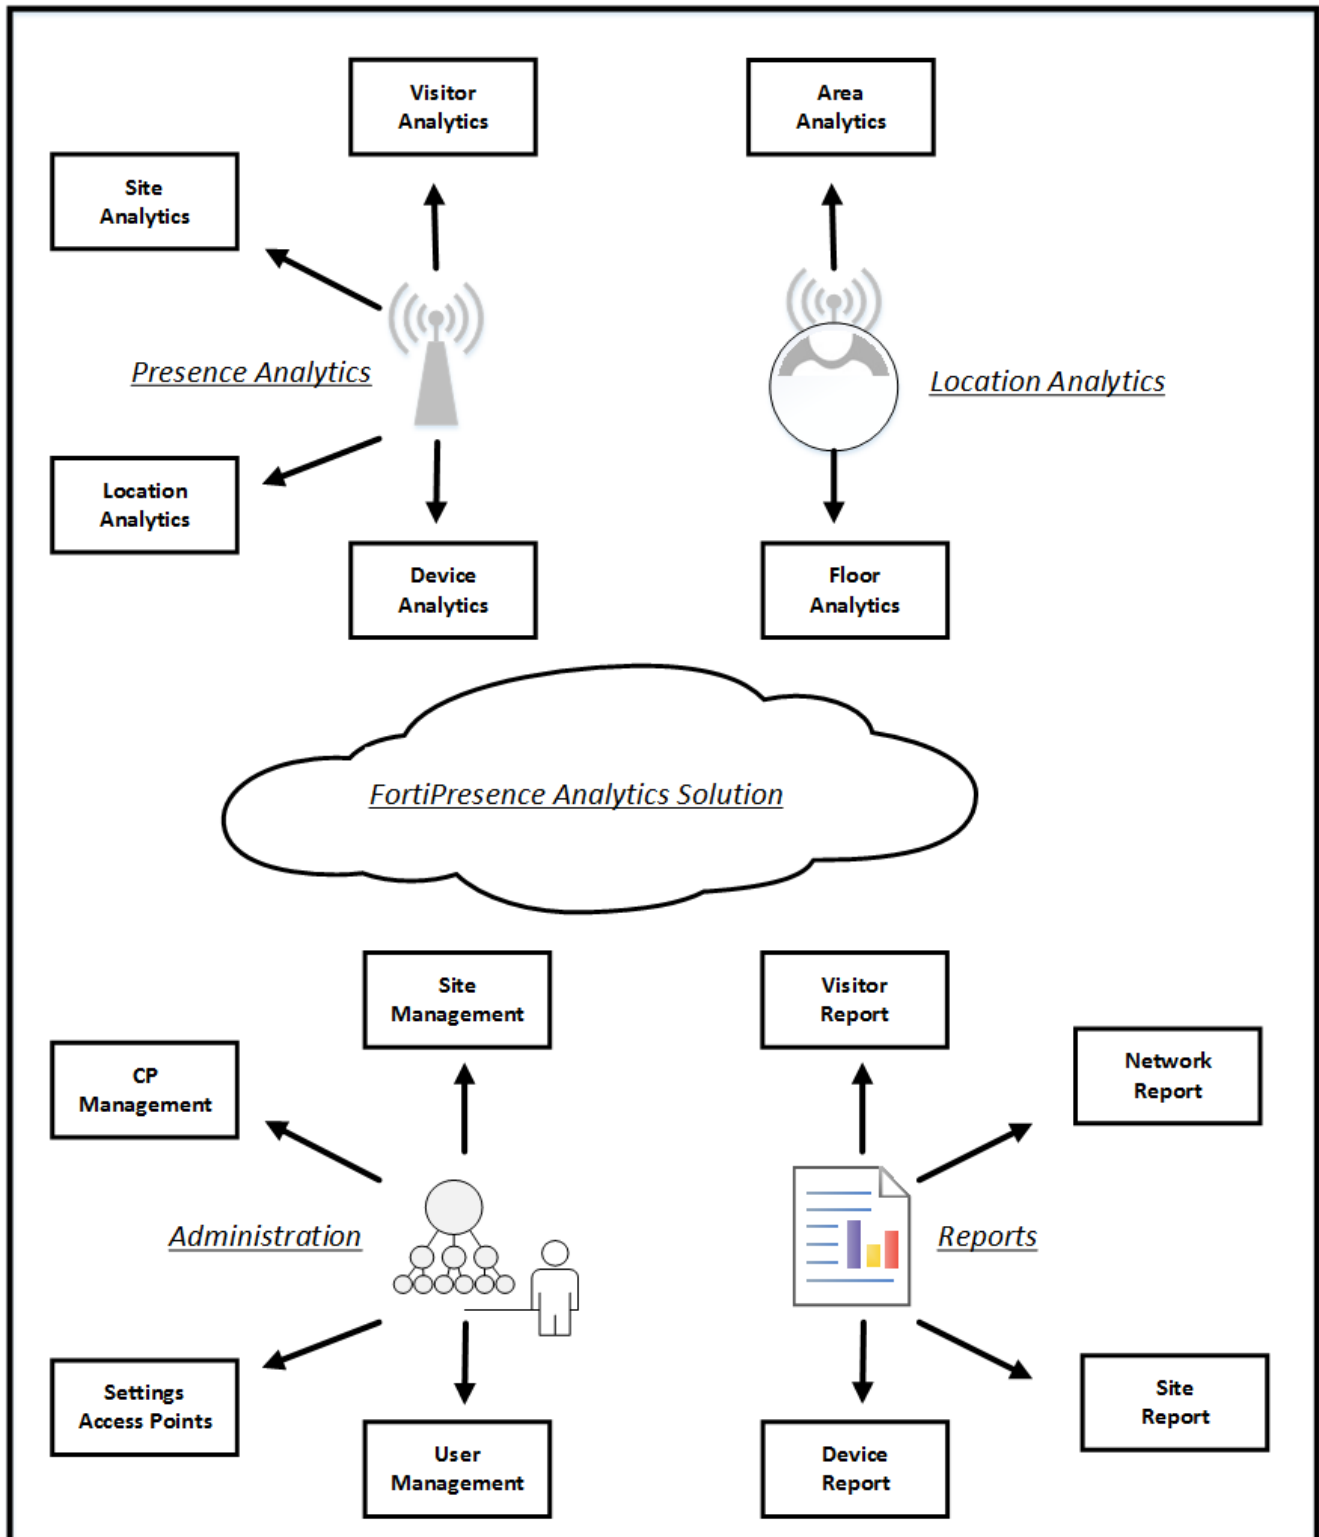 Visitor
Analytics
Area
Analytics
Site
Analytics
Presence Analytics
Location Analytics
Location
Analytics
Device
Analytics
Floor
Analytics
FortiPresence Analytics Solution
Site
Management
Visitor
Report
CP
Management
Network
Report
Administration
Reports
Settings
Access Points
Site
Report
User
Management
Device
Report